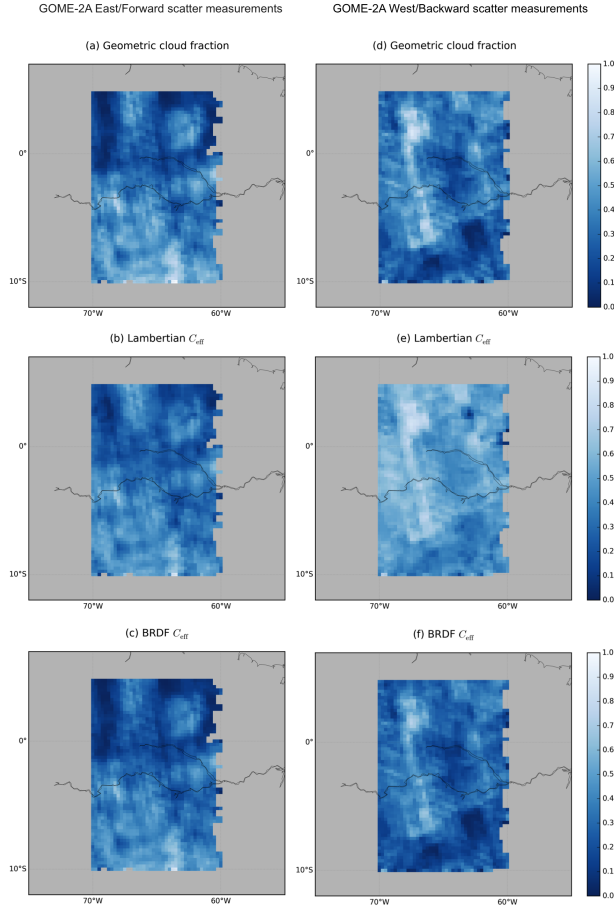 GOME-2A East/Forward scatter measurements
GOME-2A West/Backward scatter measurements
(a) Geometric cloud fraction
(d) Geometric cloud fraction
0°
10°S
70°W
60°W
0°
10°S
70°W
60°W
1.0
0.9
0.8
0.7
0.6
0.5
0.4
0.3
0.2
0.1
0.0
(b) Lambertian Ceff
(e) Lambertian Ceff
0°
10°S
70°W
60°W
0°
10°S
70°W
60°W
1.0
0.9
0.8
0.7
0.6
0.5
0.4
0.3
0.2
0.1
0.0
(c) BRDF Ceff
(f) BRDF Ceff
0°
10°S
70°W
60°W
0°
10°S
70°W
60°W
1.0
0.9
0.8
0.7
0.6
0.5
0.4
0.3
0.2
0.1
0.0